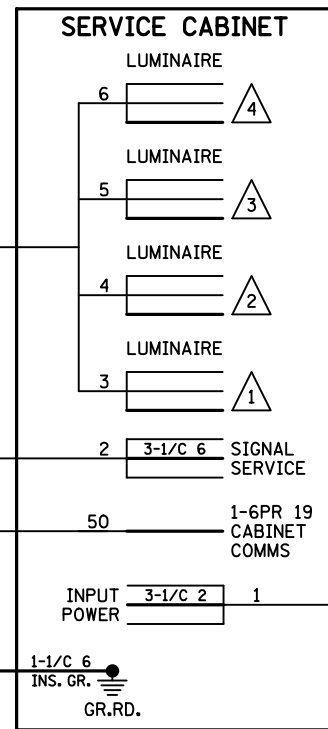 SERVICE CABINET
LUMINAIRE
6
4
LUMINAIRE
5
3
LUMINAIRE
4
2
LUMINAIRE
3
1
2
3-1/C 6
SIGNAL
SERVICE
50
1-6PR 19
CABINET
COMMS
INPUT
POWER
3-1/C 2
1
1-1/C 6
INS. GR.
GR.RD.